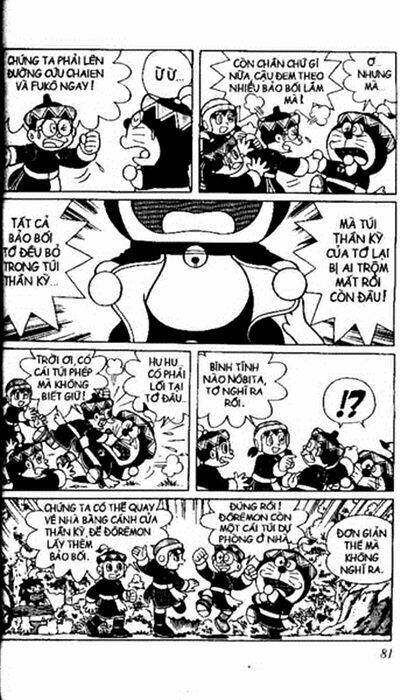 CHÚNG TA PHẢI LÊN
ĐƯỜNG CỨU CHAIEN
VÀ FUKÔ NGAY!
Ừ Ừ...
CÒN CHẦN CHỪ GÌ
NỮA, CẬU ĐEM THEO
NHIỀU BẢO BỐI LẮM
MÀ!
Ơ...
NHƯNG
MÀ...
TẤT CẢ
BẢO BỐI
TỚ ĐỀU BỎ
TRONG TÚI
THẦN KỲ...
MÀ TÚI
THẦN KỲ
CỦA TỚ LẠI
BỊ AI TRỘM
MẤT RỒI
CÒN ĐÂU!
TRỜI ƠI, CÓ
CÁI TÚI PHÉP
MÀ KHÔNG
BIẾT GIỮ!
HU HU
CÓ PHẢI
LỖI TẠI
TỚ ĐÂU...
BÌNH TĨNH
NÀO NÔBITA,
TỚ NGHĨ RA
RỒI.
!?
CHÚNG TA CÓ THỂ QUAY
VỀ NHÀ BẰNG CÁNH CỬA
THẦN KỲ, ĐỂ ĐÔRÊMON
LẤY THÊM
BẢO BỐI.
ĐÚNG RỒI!
ĐÔRÊMON CÒN
MỘT CÁI TÚI DỰ
PHÒNG Ở NHÀ.
ĐƠN GIẢN
THẾ MÀ
KHÔNG
NGHĨ RA.
81